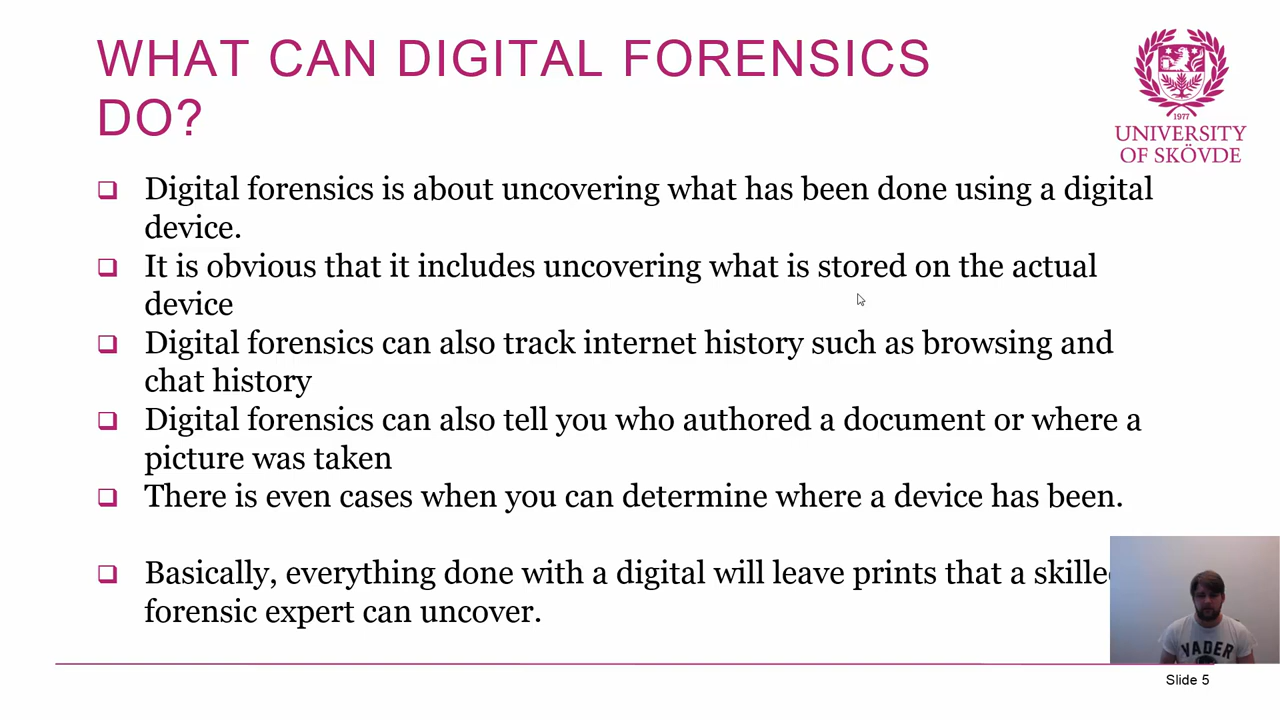 WHAT CAN DIGITAL FORENSICS
DO?
1977
UNIVERSITY
OF SKÖVDE
Digital forensics is about uncovering what has been done using a digital
device.
It is obvious that it includes uncovering what is stored on the actual
device
Digital forensics can also track internet history such as browsing and
chat history
Digital forensics can also tell you who authored a document or where a
picture was taken
There is even cases when you can determine where a device has been.
Basically, everything done with a digital will leave prints that a skille
forensic expert can uncover.
VADER
Slide 5